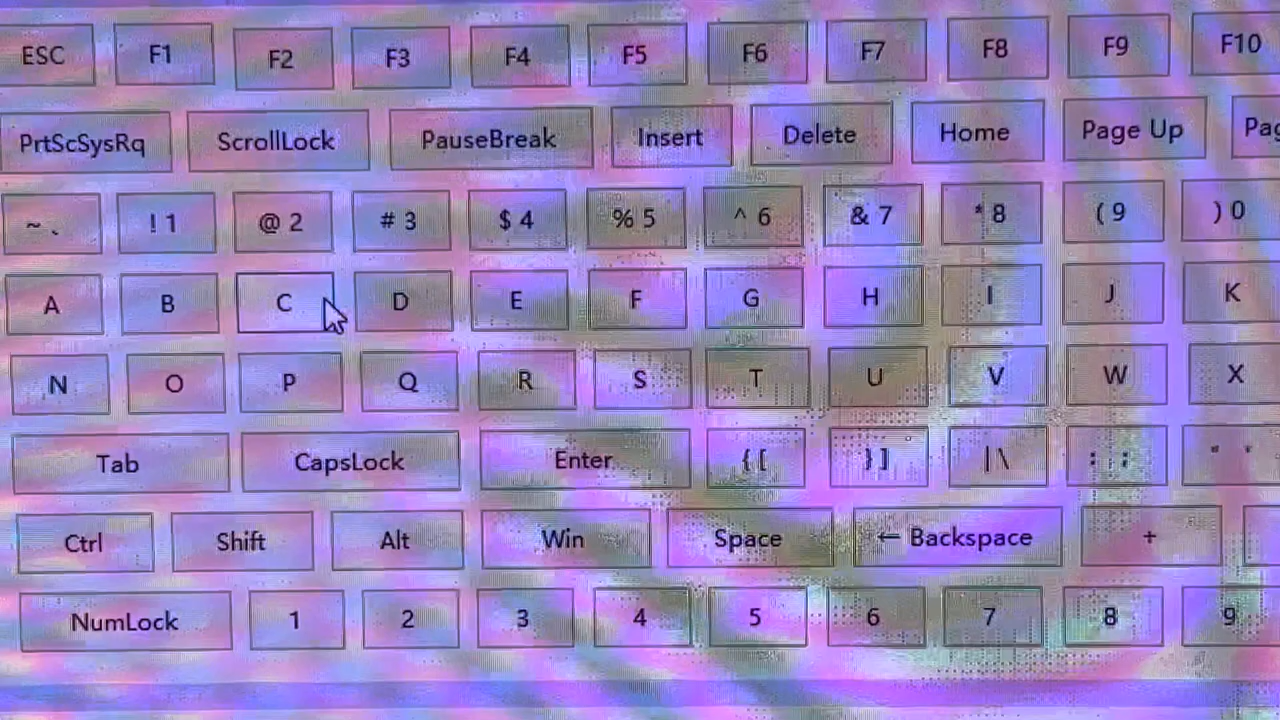 ESC F1 F2 F3 F4 F5 F6 F7 F8 F9 F10
PrtScSysRq ScrollLock PauseBreak Insert Delete Home Page Up Pag
~ 、 ! 1 @ 2 # 3 $ 4 % 5 ^ 6 & 7 * 8 ( 9 ) 0
A B C D E F G H I J K
N O P Q R S T U V W X
Tab CapsLock Enter { [ } ] | \ : ; " '
Ctrl Shift Alt Win Space ← Backspace +
NumLock 1 2 3 4 5 6 7 8 9